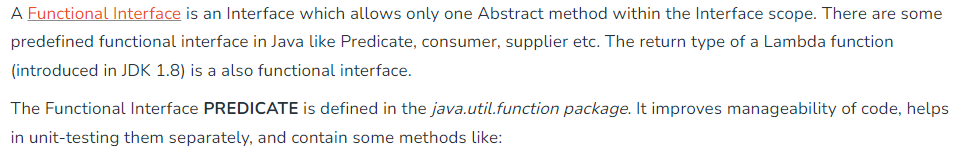 A Functional Interface is an Interface which allows only one Abstract method within the Interface scope. There are some
predefined functional interface in Java like Predicate, consumer, supplier etc. The return type of a Lambda function
(introduced in JDK 1.8) is a also functional interface.
The Functional Interface PREDICATE is defined in the java.util.function package. It improves manageability of code, helps
in unit-testing them separately, and contain some methods like: